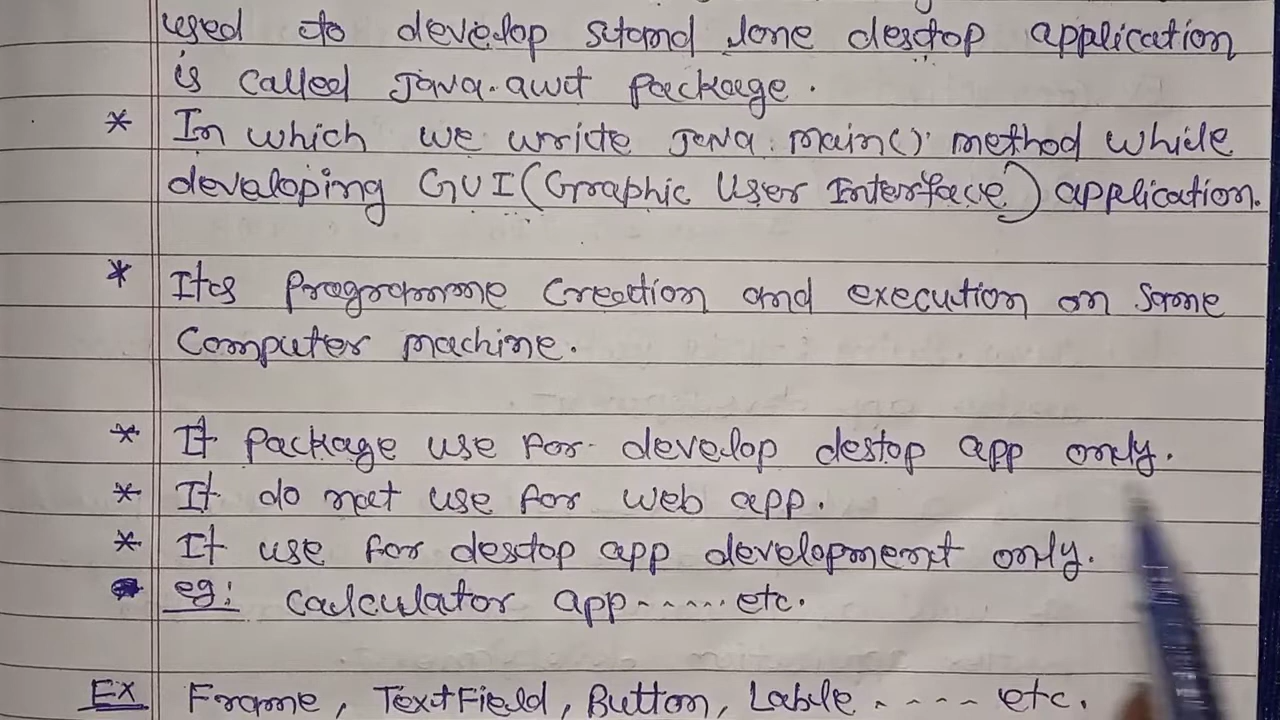 used to develop stand lone destop application
is called Java.awt package.
* In which we write Java main() method while
developing GUI (Graphic User Interface) application.
* Its programme creation and execution on same
computer machine.
* It package use for develop destop app only.
* It do not use for web app.
* It use for destop app development only.
eg: calculator app...... etc.
Ex Frame, TextField, Button, Lable ..... etc.